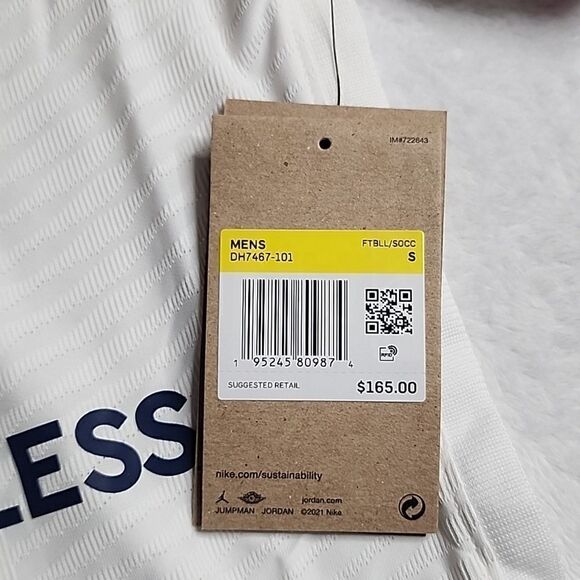 IM#722643
MENS FTBLL/SOCC
DH7467-101 S
RFID
1 95245 80987 4
SUGGESTED RETAIL $165.00
LESS
nike.com/sustainability
jordan.com
JUMPMAN JORDAN ©2021 Nike